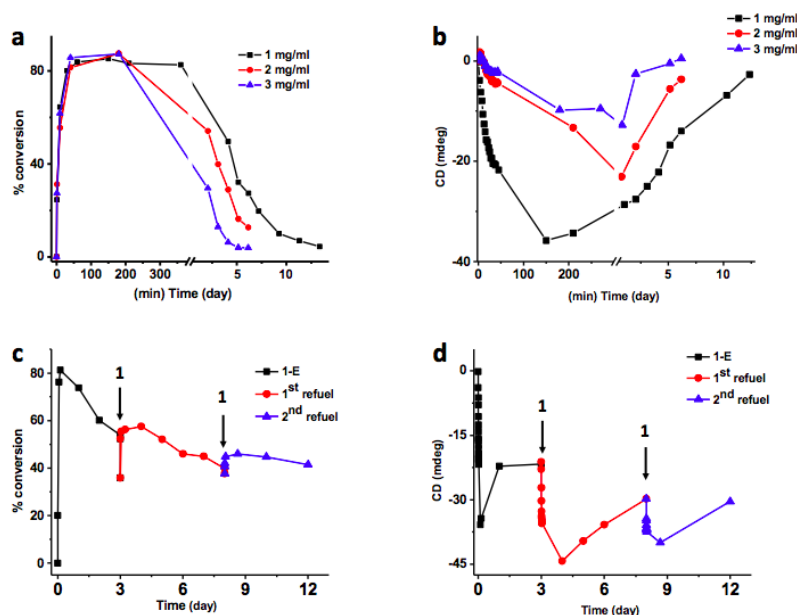 a
1 mg/ml
2 mg/ml
3 mg/ml
80
40
0
% conversion
0 100 200 300 5 10
(min) Time (day)
b
1 mg/ml
2 mg/ml
3 mg/ml
0
-20
-40
CD (mdeg)
0 100 200 5 10
(min) Time (day)
c
1-E
1st refuel
2nd refuel
1
1
80
60
40
20
0
% conversion
0 3 6 9 12
Time (day)
d
1-E
1st refuel
2nd refuel
1
1
0
-15
-30
-45
CD (mdeg)
0 3 6 9 12
Time (day)